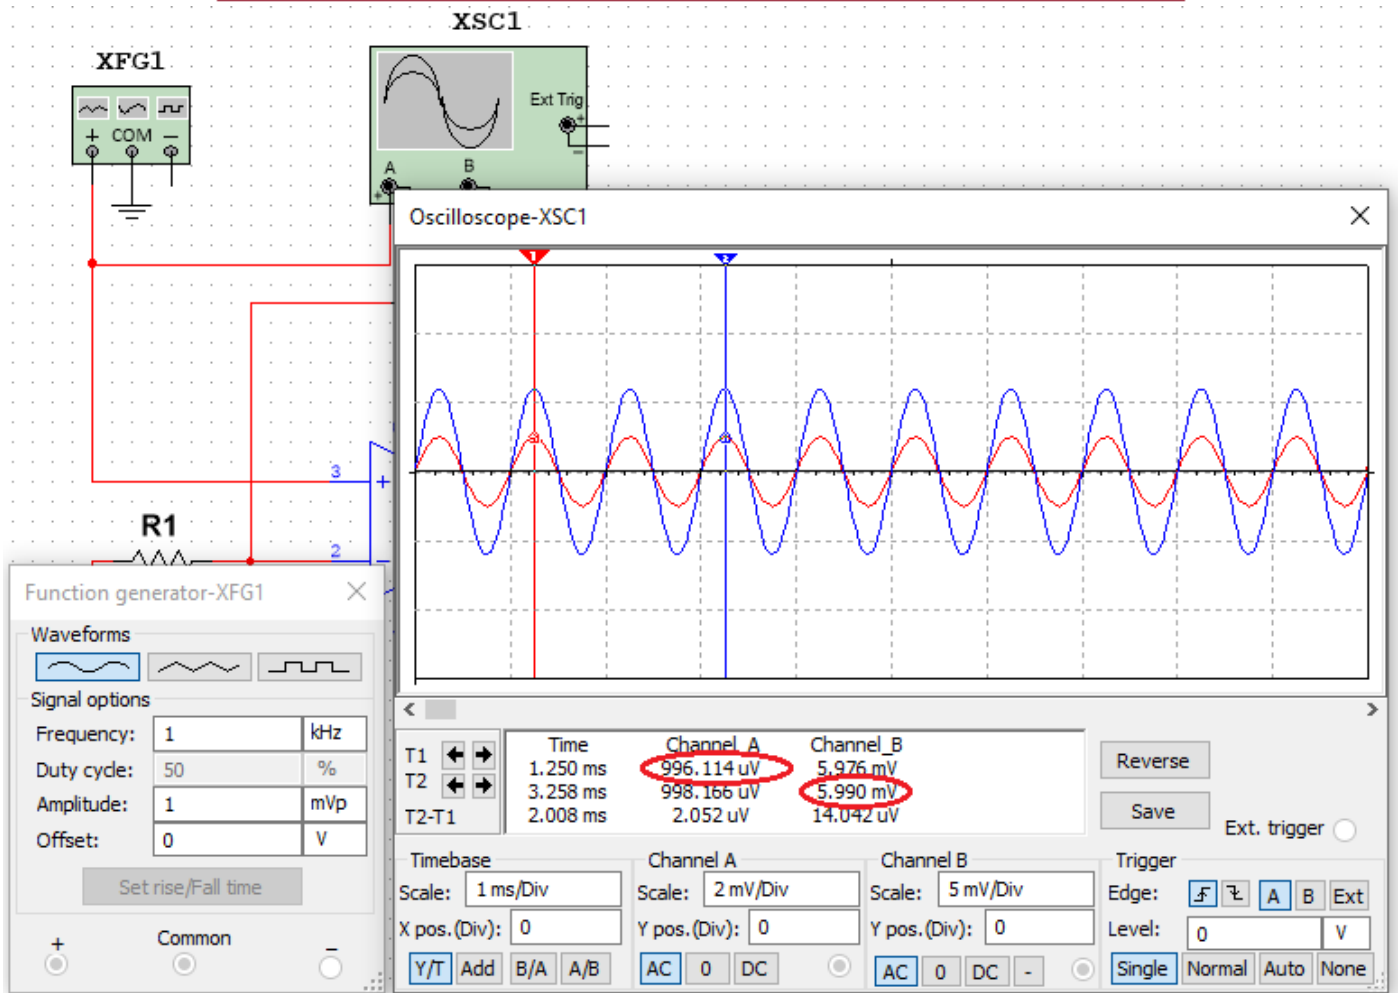 XSC1
XFG1
Ext Trig
+ COM −
+
−
A B
+
Oscilloscope-XSC1
1 2
3
+
R1
2
−
Function generator-XFG1
Waveforms
Signal options
Frequency: 1 kHz
Duty cycle: 50 %
Amplitude: 1 mVp
Offset: 0 V
Set rise/Fall time
+ Common −
Time Channel_A Channel_B
T1 1.250 ms 996.114 uV 5.976 mV
T2 3.258 ms 998.166 uV 5.990 mV
T2-T1 2.008 ms 2.052 uV 14.042 uV
Reverse
Save
Ext. trigger
Timebase Channel A Channel B Trigger
Scale: 1 ms/Div Scale: 2 mV/Div Scale: 5 mV/Div Edge: A B Ext
X pos.(Div): 0 Y pos.(Div): 0 Y pos.(Div): 0 Level: 0 V
Y/T Add B/A A/B AC 0 DC AC 0 DC - Single Normal Auto None